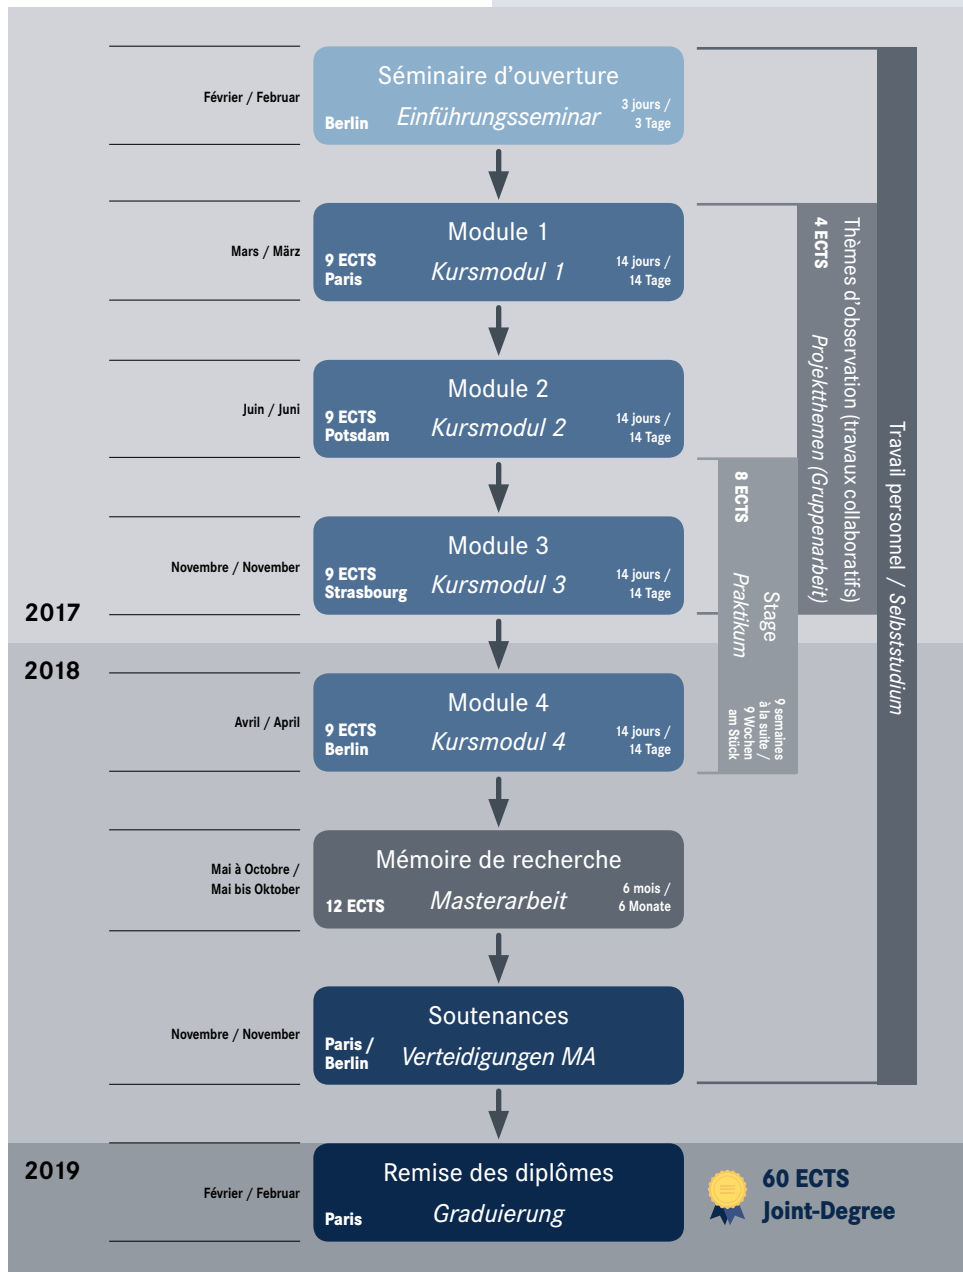 Février / Februar
Séminaire d'ouverture
Einführungsseminar
Berlin
3 jours /
3 Tage
Mars / März
Module 1
Kursmodul 1
9 ECTS
Paris
14 jours /
14 Tage
Juin / Juni
Module 2
Kursmodul 2
9 ECTS
Potsdam
14 jours /
14 Tage
Novembre / November
Module 3
Kursmodul 3
9 ECTS
Strasbourg
14 jours /
14 Tage
2017
2018
Avril / April
Module 4
Kursmodul 4
9 ECTS
Berlin
14 jours /
14 Tage
Mai à Octobre /
Mai bis Oktober
Mémoire de recherche
Masterarbeit
12 ECTS
6 mois /
6 Monate
Novembre / November
Soutenances
Verteidigungen MA
Paris /
Berlin
2019
Février / Februar
Remise des diplômes
Graduierung
Paris
60 ECTS
Joint-Degree
Stage
8 ECTS Praktikum
9 semaines
à la suite /
9 Wochen
am Stück
Thèmes d'observation (travaux collaboratifs)
4 ECTS Projektthemen (Gruppenarbeit)
Travail personnel / Selbststudium